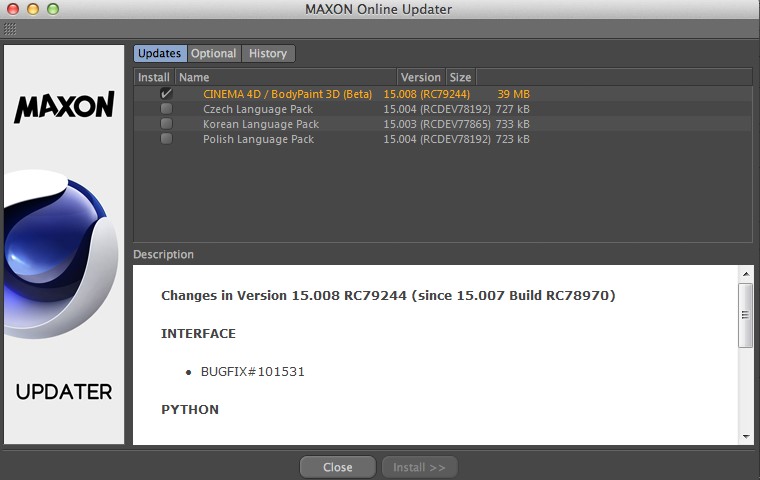 MAXON Online Updater
MAXON
UPDATER
Updates Optional History
Install Name Version Size
CINEMA 4D / BodyPaint 3D (Beta) 15.008 (RC79244) 39 MB
Czech Language Pack 15.004 (RCDEV78192) 727 kB
Korean Language Pack 15.003 (RCDEV77865) 733 kB
Polish Language Pack 15.004 (RCDEV78192) 723 kB
Description
Changes in Version 15.008 RC79244 (since 15.007 Build RC78970)
INTERFACE
• BUGFIX#101531
PYTHON
Close Install >>